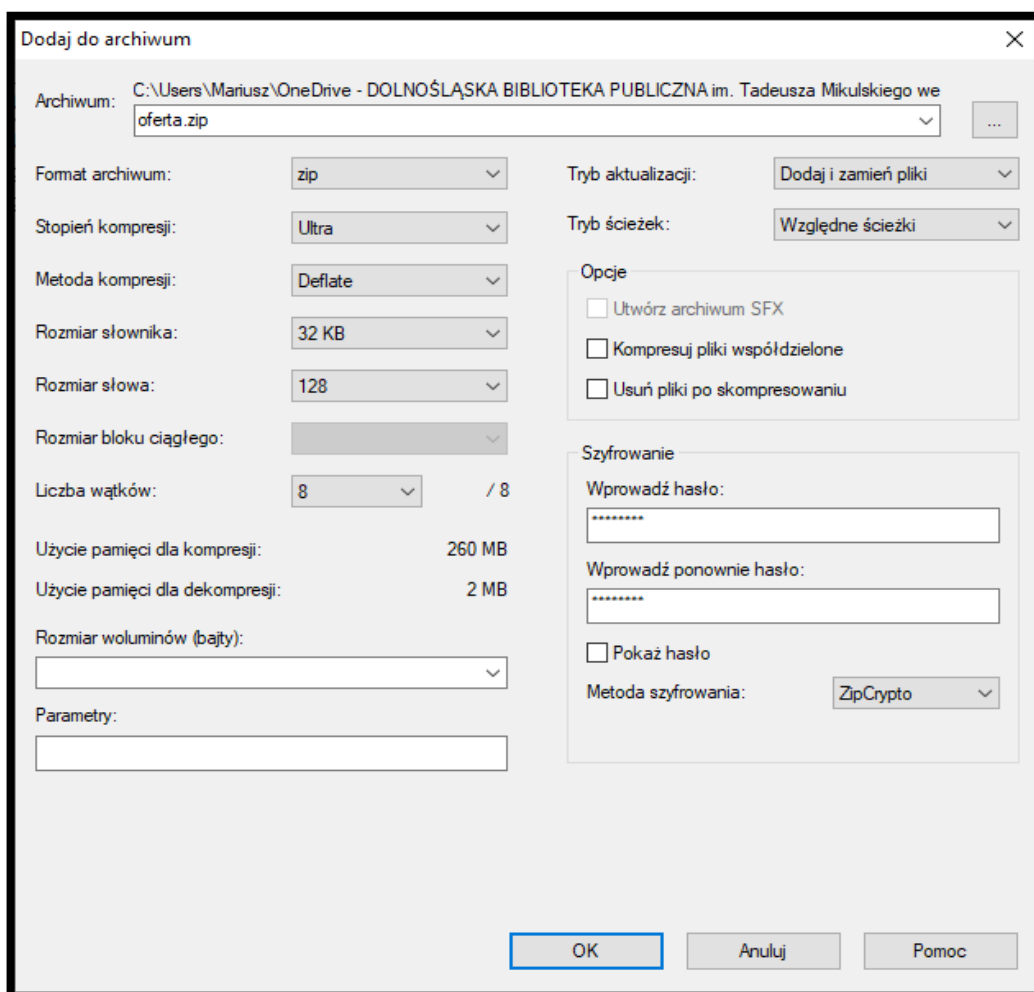 Dodaj do archiwum
Archiwum:
C:\Users\Mariusz\OneDrive - DOLNOŚLĄSKA BIBLIOTEKA PUBLICZNA im. Tadeusza Mikulskiego we
oferta.zip
...
Format archiwum:
zip
Stopień kompresji:
Ultra
Metoda kompresji:
Deflate
Rozmiar słownika:
32 KB
Rozmiar słowa:
128
Rozmiar bloku ciągłego:
Liczba wątków:
8
/ 8
Użycie pamięci dla kompresji:
260 MB
Użycie pamięci dla dekompresji:
2 MB
Rozmiar woluminów (bajty):
Parametry:
Tryb aktualizacji:
Dodaj i zamień pliki
Tryb ścieżek:
Względne ścieżki
Opcje
Utwórz archiwum SFX
Kompresuj pliki współdzielone
Usuń pliki po skompresowaniu
Szyfrowanie
Wprowadź hasło:
********
Wprowadź ponownie hasło:
********
Pokaż hasło
Metoda szyfrowania:
ZipCrypto
OK
Anuluj
Pomoc